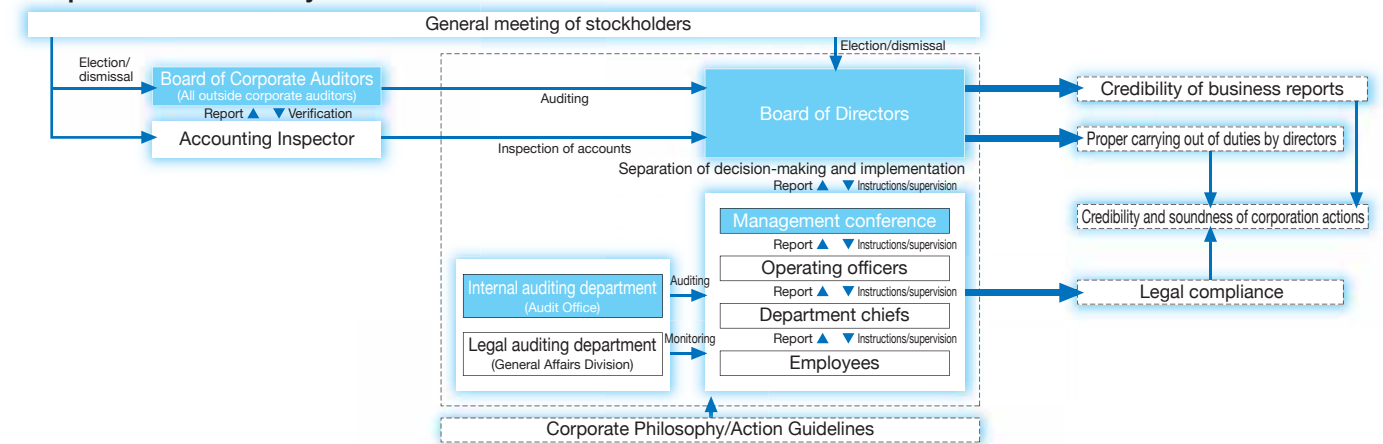 General meeting of stockholders
Election/
dismissal
Election/dismissal
Board of Corporate Auditors
(All outside corporate auditors)
Report ▲ ▼ Verification
Accounting Inspector
Auditing
Inspection of accounts
Board of Directors
Credibility of business reports
Proper carrying out of duties by directors
Credibility and soundness of corporation actions
Legal compliance
Separation of decision-making and implementation
Report ▲ ▼ Instructions/supervision
Management conference
Report ▲ ▼ Instructions/supervision
Operating officers
Report ▲ ▼ Instructions/supervision
Department chiefs
Report ▲ ▼ Instructions/supervision
Employees
Internal auditing department
(Audit Office)
Auditing
Legal auditing department
(General Affairs Division)
Monitoring
Corporate Philosophy/Action Guidelines